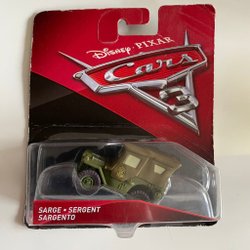 Disney • PIXAR
Cars
3
SARGE • SERGENT
SARGENTO